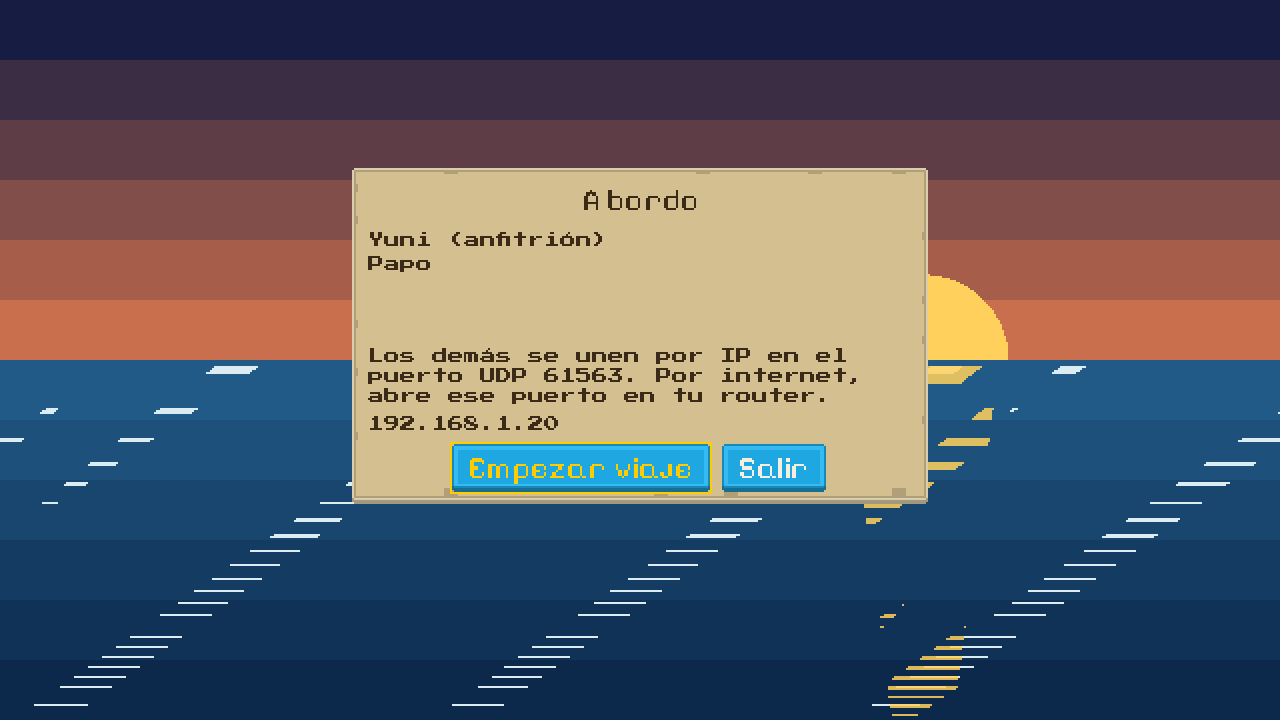 A bordo
Yuni (anfitrión)
Papo
Los demás se unen por IP en el
puerto UDP 61563. Por internet,
abre ese puerto en tu router.
192.168.1.20
Empezar viaje
Salir